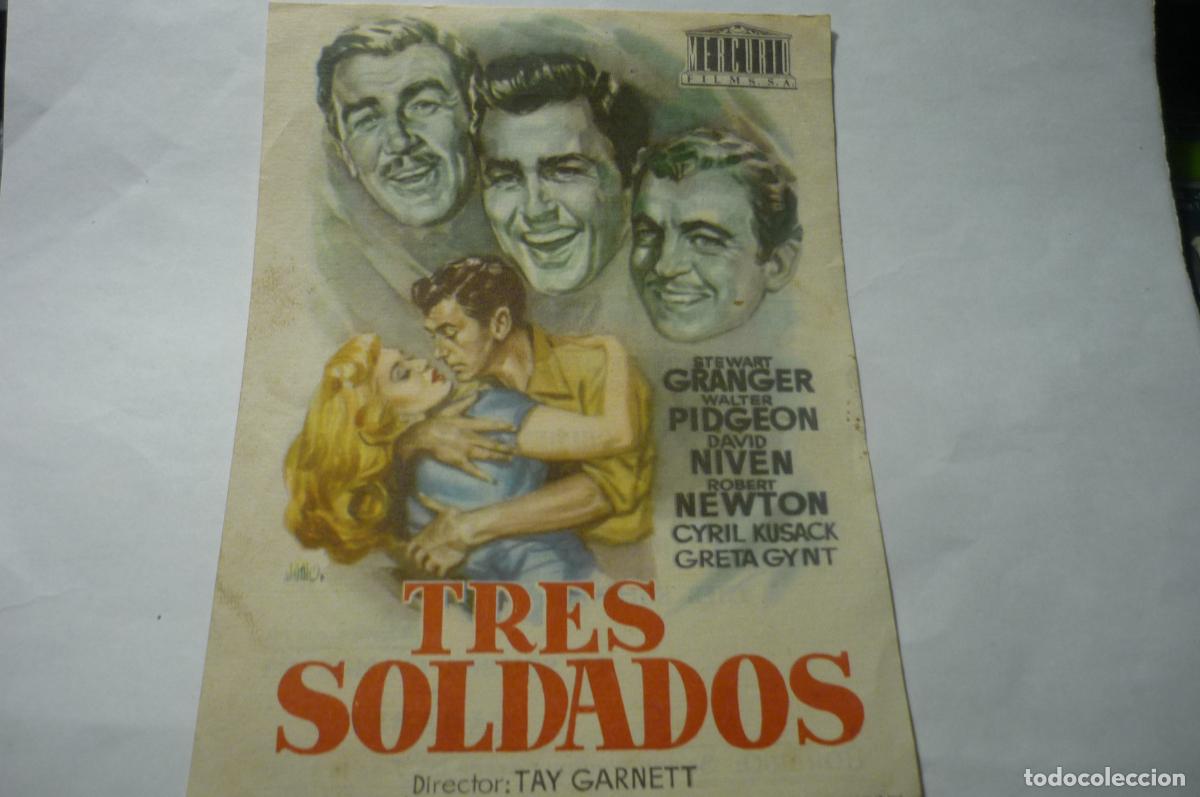 MERCURIO
FILMS. S.A.
STEWART
GRANGER
WALTER
PIDGEON
DAVID
NIVEN
ROBERT
NEWTON
CYRIL KUSACK
GRETA GYNT
TRES
SOLDADOS
Director: TAY GARNETT
todocoleccion